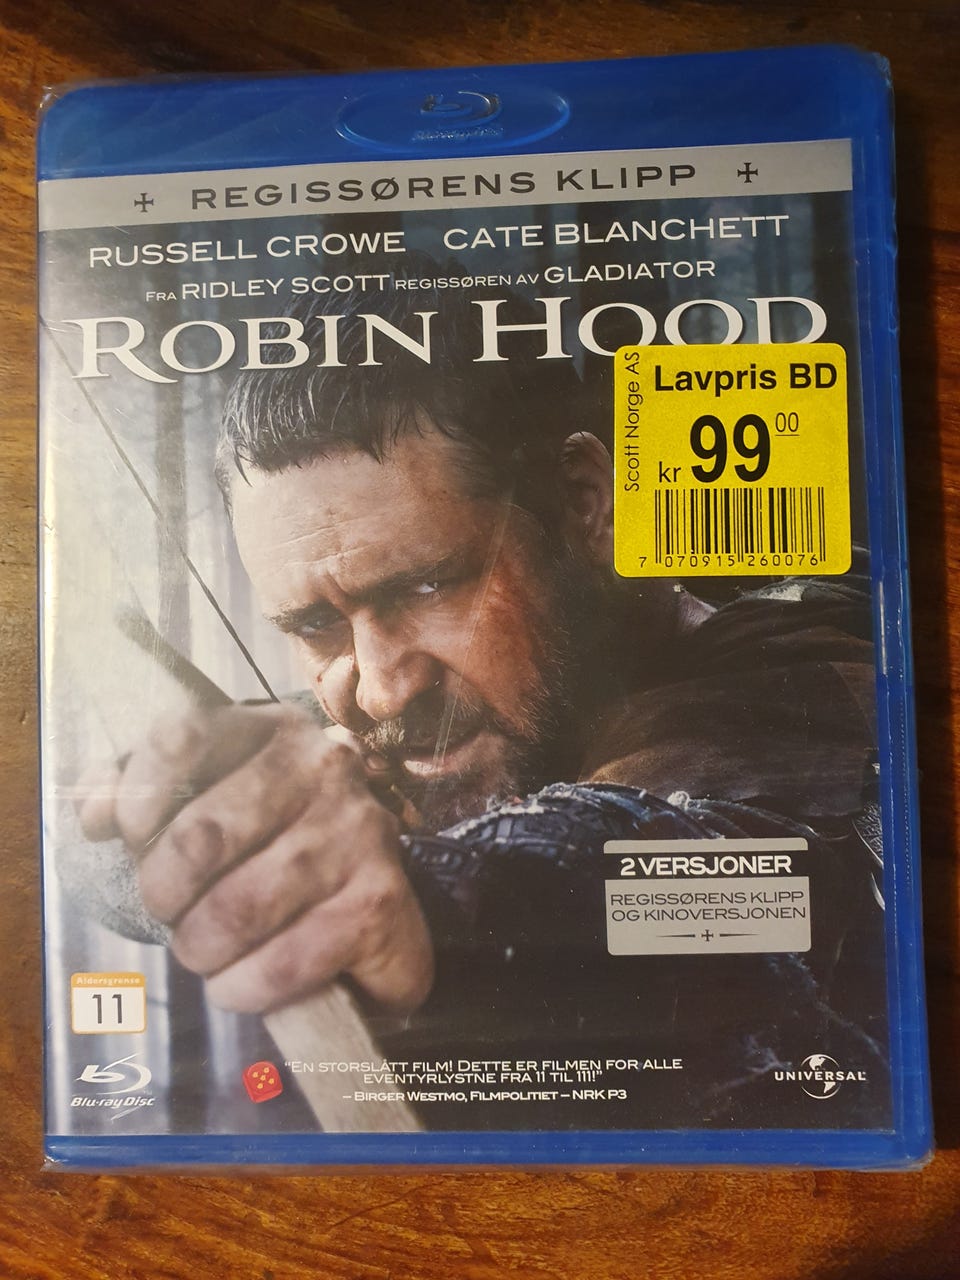 REGISSØRENS KLIPP
RUSSELL CROWE CATE BLANCHETT
FRA RIDLEY SCOTT REGISSØREN AV GLADIATOR
ROBIN HOOD
Scott Norge AS
Lavpris BD
kr 99 00
7 070915 260076
2 VERSJONER
REGISSØRENS KLIPP
OG KINOVERSJONEN
Aldersgrense
11
Blu-ray Disc
"EN STORSLÅTT FILM! DETTE ER FILMEN FOR ALLE
EVENTYRLYSTNE FRA 11 TIL 111!"
– BIRGER WESTMO, FILMPOLITIET – NRK P3
UNIVERSAL